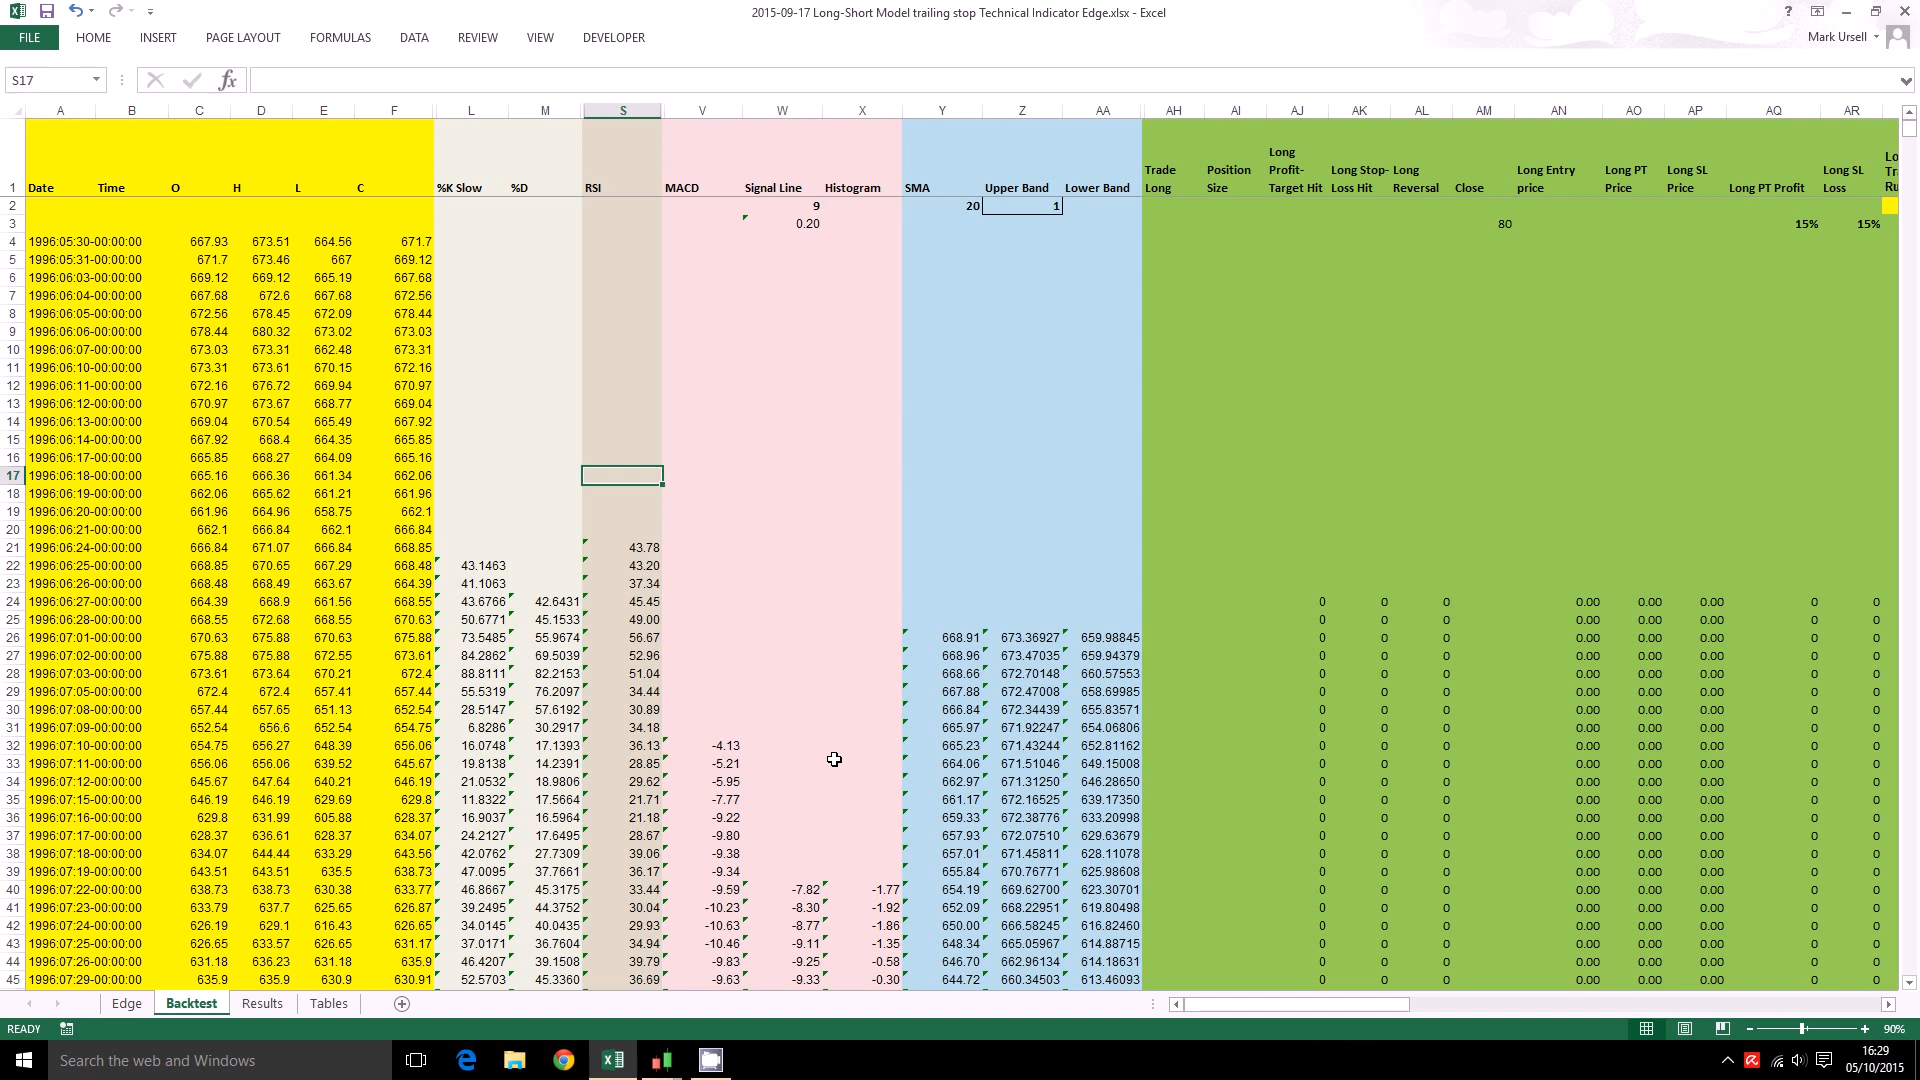 2015-09-17 Long-Short Model trailing stop Technical Indicator Edge.xlsx - Excel
FILE HOME INSERT PAGE LAYOUT FORMULAS DATA REVIEW VIEW DEVELOPER Mark Ursell
S17 fx
A B C D E F L M S V W X Y Z AA AH AI AJ AK AL AM AN AO AP AQ AR
1 Date Time O H L C %K Slow %D RSI MACD Signal Line Histogram SMA Upper Band Lower Band Trade Long Position Size Long Profit-Target Hit Long Stop-Loss Hit Long Reversal Close Long Entry price Long PT Price Long SL Price Long PT Profit Long SL Loss
2 9 20 1
3 0.20 80 15% 15%
4 1996:05:30-00:00:00 667.93 673.51 664.56 671.7
5 1996:05:31-00:00:00 671.7 673.46 667 669.12
6 1996:06:03-00:00:00 669.12 669.12 665.19 667.68
7 1996:06:04-00:00:00 667.68 672.6 667.68 672.56
8 1996:06:05-00:00:00 672.56 678.45 672.09 678.44
9 1996:06:06-00:00:00 678.44 680.32 673.02 673.03
10 1996:06:07-00:00:00 673.03 673.31 662.48 673.31
11 1996:06:10-00:00:00 673.31 673.61 670.15 672.16
12 1996:06:11-00:00:00 672.16 676.72 669.94 670.97
13 1996:06:12-00:00:00 670.97 673.67 668.77 669.04
14 1996:06:13-00:00:00 669.04 670.54 665.49 667.92
15 1996:06:14-00:00:00 667.92 668.4 664.35 665.85
16 1996:06:17-00:00:00 665.85 668.27 664.09 665.16
17 1996:06:18-00:00:00 665.16 666.36 661.34 662.06
18 1996:06:19-00:00:00 662.06 665.62 661.21 661.96
19 1996:06:20-00:00:00 661.96 664.96 658.75 662.1
20 1996:06:21-00:00:00 662.1 666.84 662.1 666.84
21 1996:06:24-00:00:00 666.84 671.07 666.84 668.85 43.78
22 1996:06:25-00:00:00 668.85 670.65 667.29 668.48 43.1463 43.20
23 1996:06:26-00:00:00 668.48 668.49 663.67 664.39 41.1063 37.34
24 1996:06:27-00:00:00 664.39 668.9 661.56 668.55 43.6766 42.6431 45.45 0 0 0 0.00 0.00 0.00 0 0
25 1996:06:28-00:00:00 668.55 672.68 668.55 670.63 50.6771 45.1533 49.00 0 0 0 0.00 0.00 0.00 0 0
26 1996:07:01-00:00:00 670.63 675.88 670.63 675.88 73.5485 55.9674 56.67 668.91 673.36927 659.98845 0 0 0 0.00 0.00 0.00 0 0
27 1996:07:02-00:00:00 675.88 675.88 672.55 673.61 84.2862 69.5039 52.96 668.96 673.47035 659.94379 0 0 0 0.00 0.00 0.00 0 0
28 1996:07:03-00:00:00 673.61 673.64 670.21 672.4 88.8111 82.2153 51.04 668.66 672.70148 660.57553 0 0 0 0.00 0.00 0.00 0 0
29 1996:07:05-00:00:00 672.4 672.4 657.41 657.44 55.5319 76.2097 34.44 667.88 672.47008 658.69985 0 0 0 0.00 0.00 0.00 0 0
30 1996:07:08-00:00:00 657.44 657.65 651.13 652.54 28.5147 57.6192 30.89 666.84 672.34439 655.83571 0 0 0 0.00 0.00 0.00 0 0
31 1996:07:09-00:00:00 652.54 656.6 652.54 654.75 6.8286 30.2917 34.18 665.97 671.92247 654.06806 0 0 0 0.00 0.00 0.00 0 0
32 1996:07:10-00:00:00 654.75 656.27 648.39 656.06 16.0748 17.1393 36.13 -4.13 665.23 671.43244 652.81162 0 0 0 0.00 0.00 0.00 0 0
33 1996:07:11-00:00:00 656.06 656.06 639.52 645.67 19.8138 14.2391 28.85 -5.21 664.06 671.51046 649.15008 0 0 0 0.00 0.00 0.00 0 0
34 1996:07:12-00:00:00 645.67 647.64 640.21 646.19 21.0532 18.9806 29.62 -5.95 662.97 671.31250 646.28650 0 0 0 0.00 0.00 0.00 0 0
35 1996:07:15-00:00:00 646.19 646.19 629.69 629.8 11.8322 17.5664 21.71 -7.77 661.17 672.16525 639.17350 0 0 0 0.00 0.00 0.00 0 0
36 1996:07:16-00:00:00 629.8 631.99 605.88 628.37 16.9037 16.5964 21.18 -9.22 659.33 672.38776 633.20998 0 0 0 0.00 0.00 0.00 0 0
37 1996:07:17-00:00:00 628.37 636.61 628.37 634.07 24.2127 17.6495 28.67 -9.80 657.93 672.07510 629.63679 0 0 0 0.00 0.00 0.00 0 0
38 1996:07:18-00:00:00 634.07 644.44 633.29 643.56 42.0762 27.7309 39.06 -9.38 657.01 671.45811 628.11078 0 0 0 0.00 0.00 0.00 0 0
39 1996:07:19-00:00:00 643.51 643.51 635.5 638.73 47.0095 37.7661 36.17 -9.34 655.84 670.76771 625.98608 0 0 0 0.00 0.00 0.00 0 0
40 1996:07:22-00:00:00 638.73 638.73 630.38 633.77 46.8667 45.3175 33.44 -9.59 -7.82 -1.77 654.19 669.62700 623.30701 0 0 0 0.00 0.00 0.00 0 0
41 1996:07:23-00:00:00 633.79 637.7 625.65 626.87 39.2495 44.3752 30.04 -10.23 -8.30 -1.92 652.09 668.22951 619.80498 0 0 0 0.00 0.00 0.00 0 0
42 1996:07:24-00:00:00 626.19 629.1 616.43 626.65 34.0145 40.0435 29.93 -10.63 -8.77 -1.86 650.00 666.58245 616.82460 0 0 0 0.00 0.00 0.00 0 0
43 1996:07:25-00:00:00 626.65 633.57 626.65 631.17 37.0171 36.7604 34.94 -10.46 -9.11 -1.35 648.34 665.05967 614.88715 0 0 0 0.00 0.00 0.00 0 0
44 1996:07:26-00:00:00 631.18 636.23 631.18 635.9 46.4207 39.1508 39.79 -9.83 -9.25 -0.58 646.70 662.96134 614.18631 0 0 0 0.00 0.00 0.00 0 0
45 1996:07:29-00:00:00 635.9 635.9 630.9 630.91 52.5703 45.3360 36.69 -9.63 -9.33 -0.30 644.72 660.34503 613.46093 0 0 0 0.00 0.00 0.00 0 0
Edge Backtest Results Tables
READY 90%
Search the web and Windows 16:29
05/10/2015